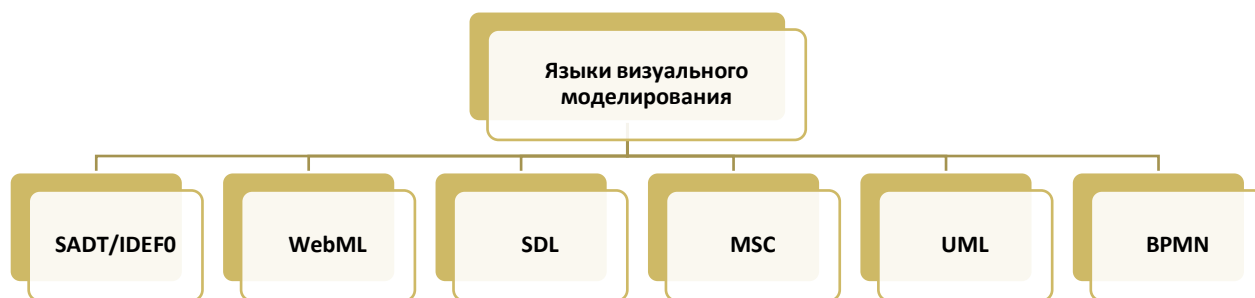 Языки визуального
моделирования
SADT/IDEF0
WebML
SDL
MSC
UML
BPMN